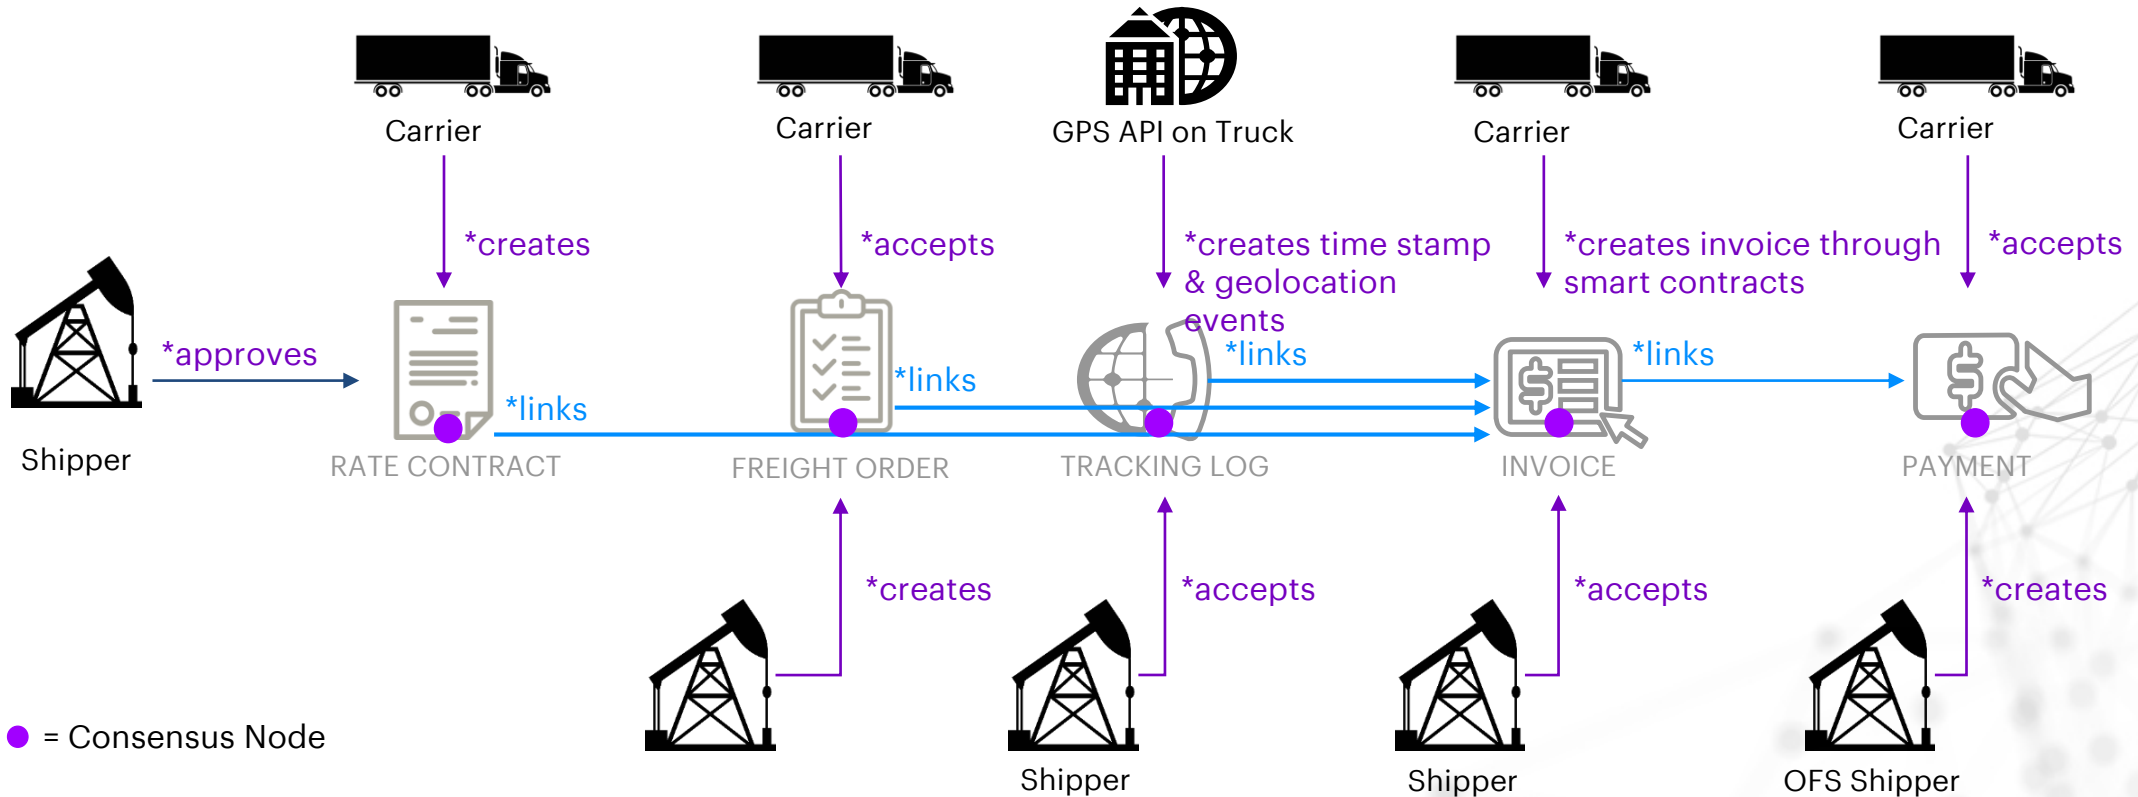 Carrier
Carrier
GPS API on Truck
Carrier
Carrier
*creates
*accepts
*creates time stamp
& geolocation
events
*creates invoice through
smart contracts
*accepts
*approves
*links
*links
*links
*links
Shipper
RATE CONTRACT
FREIGHT ORDER
TRACKING LOG
INVOICE
PAYMENT
*creates
*accepts
*accepts
*creates
= Consensus Node
Shipper
Shipper
OFS Shipper